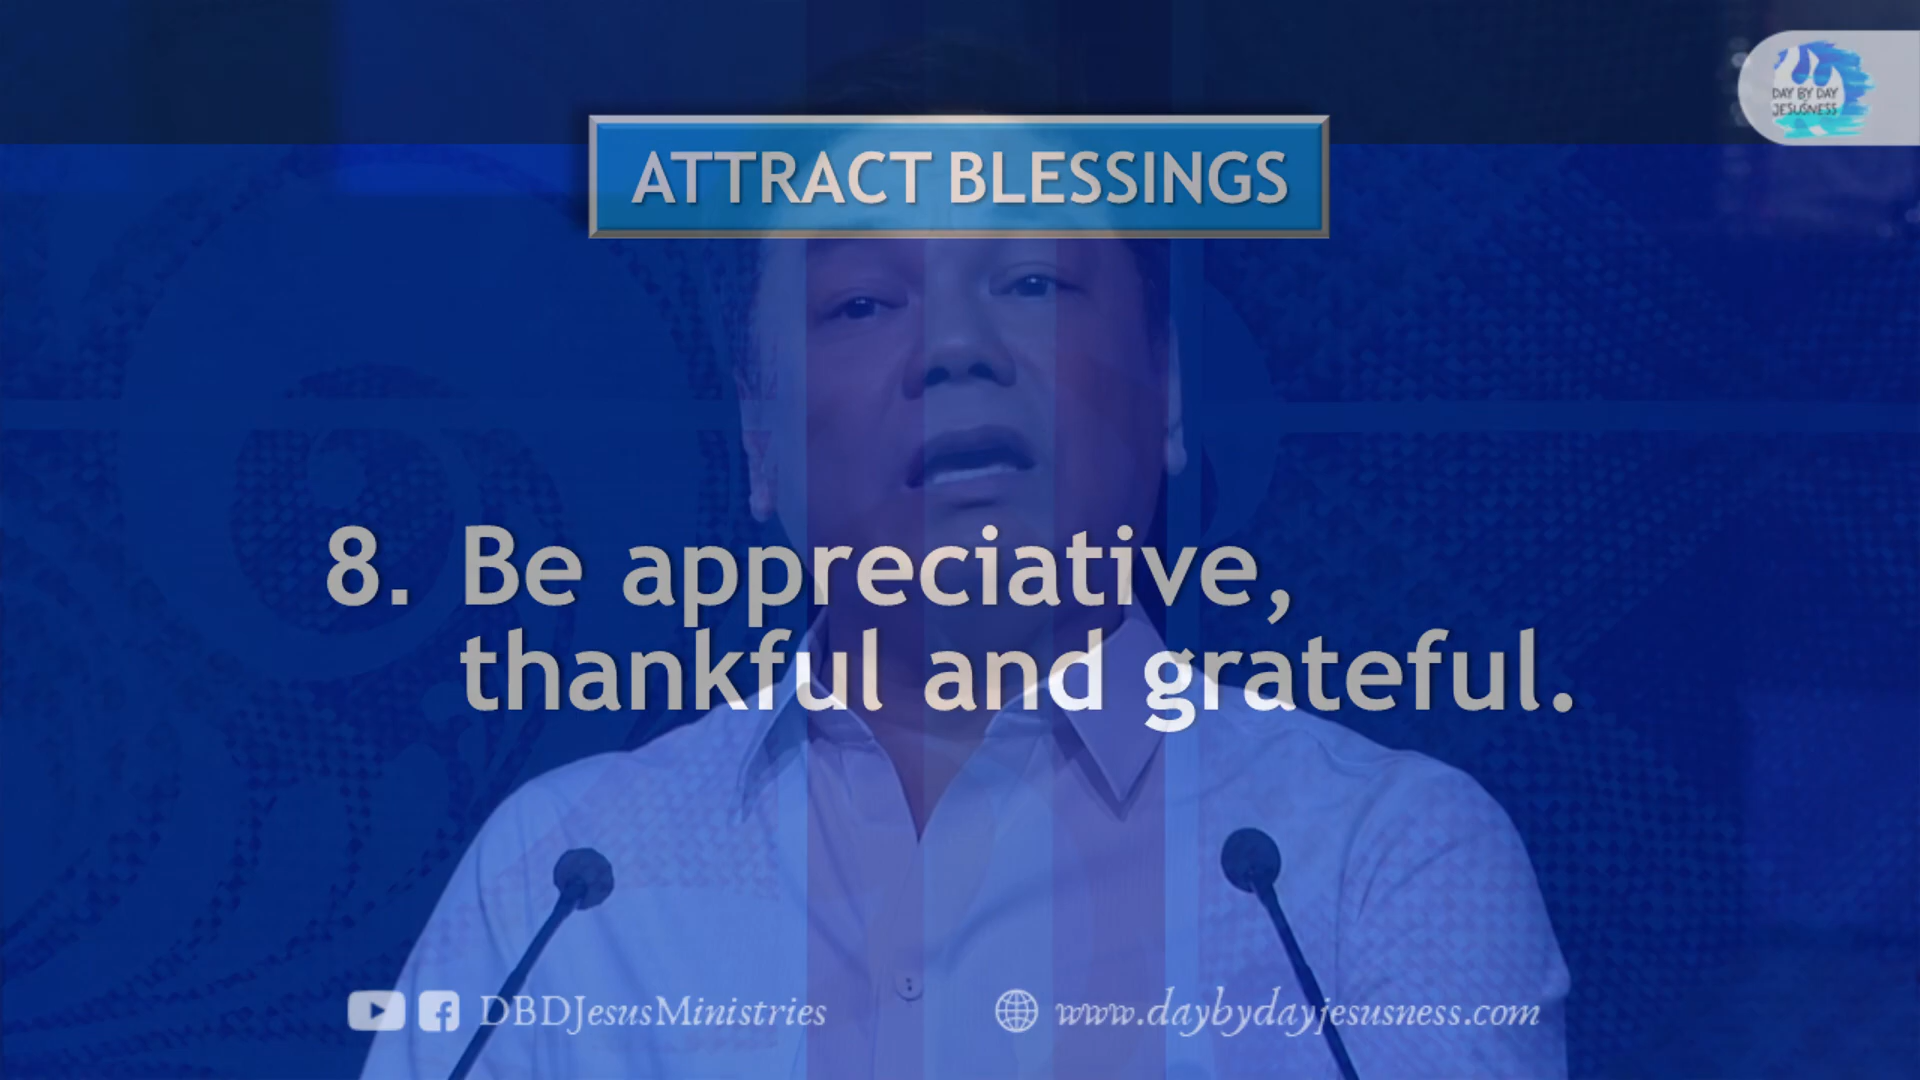 DAY BY DAY
JESUSNESS
ATTRACT BLESSINGS
8. Be appreciative,
thankful and grateful.
DBDJesusMinistries
www.daybydayjesusness.com